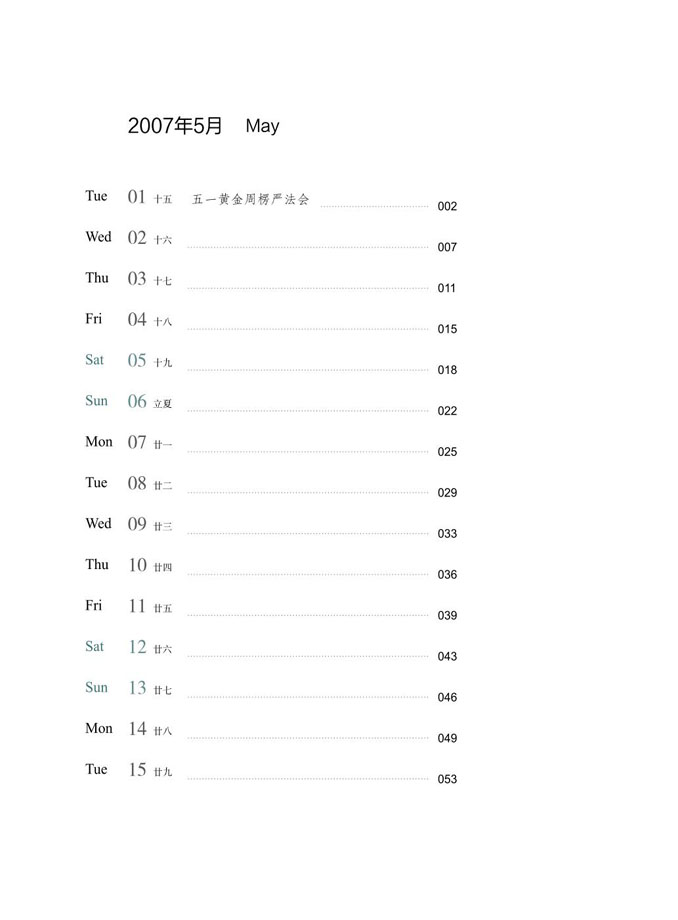 2007年5月 May
Tue 01 十五 五一黄金周楞严法会 002
Wed 02 十六 007
Thu 03 十七 011
Fri 04 十八 015
Sat 05 十九 018
Sun 06 立夏 022
Mon 07 廿一 025
Tue 08 廿二 029
Wed 09 廿三 033
Thu 10 廿四 036
Fri 11 廿五 039
Sat 12 廿六 043
Sun 13 廿七 046
Mon 14 廿八 049
Tue 15 廿九 053